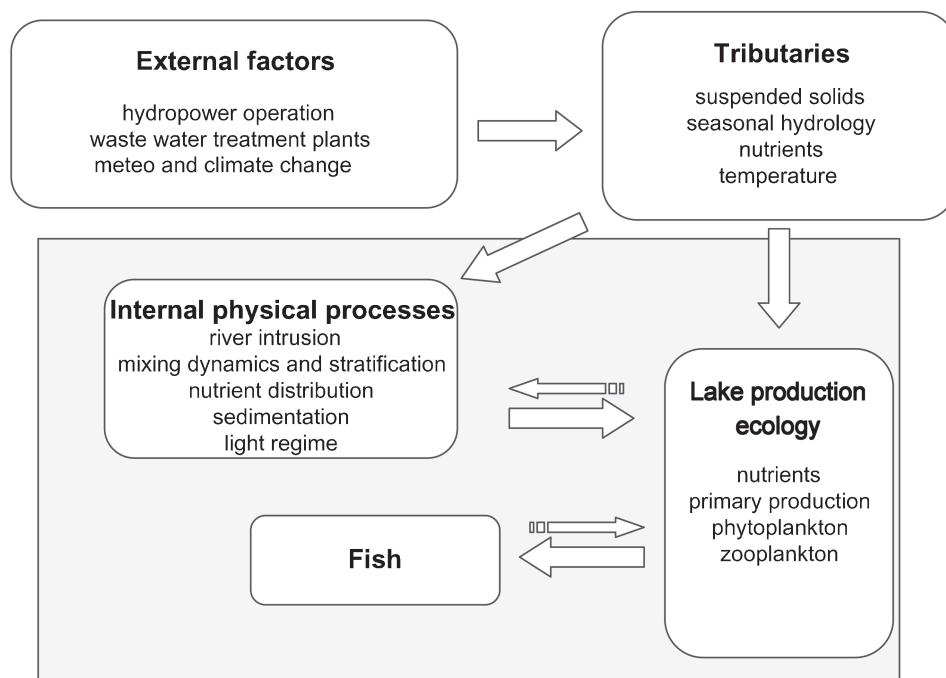 External factors
hydropower operation
waste water treatment plants
meteo and climate change
Tributaries
suspended solids
seasonal hydrology
nutrients
temperature
Internal physical processes
river intrusion
mixing dynamics and stratification
nutrient distribution
sedimentation
light regime
Lake production
ecology
nutrients
primary production
phytoplankton
zooplankton
Fish